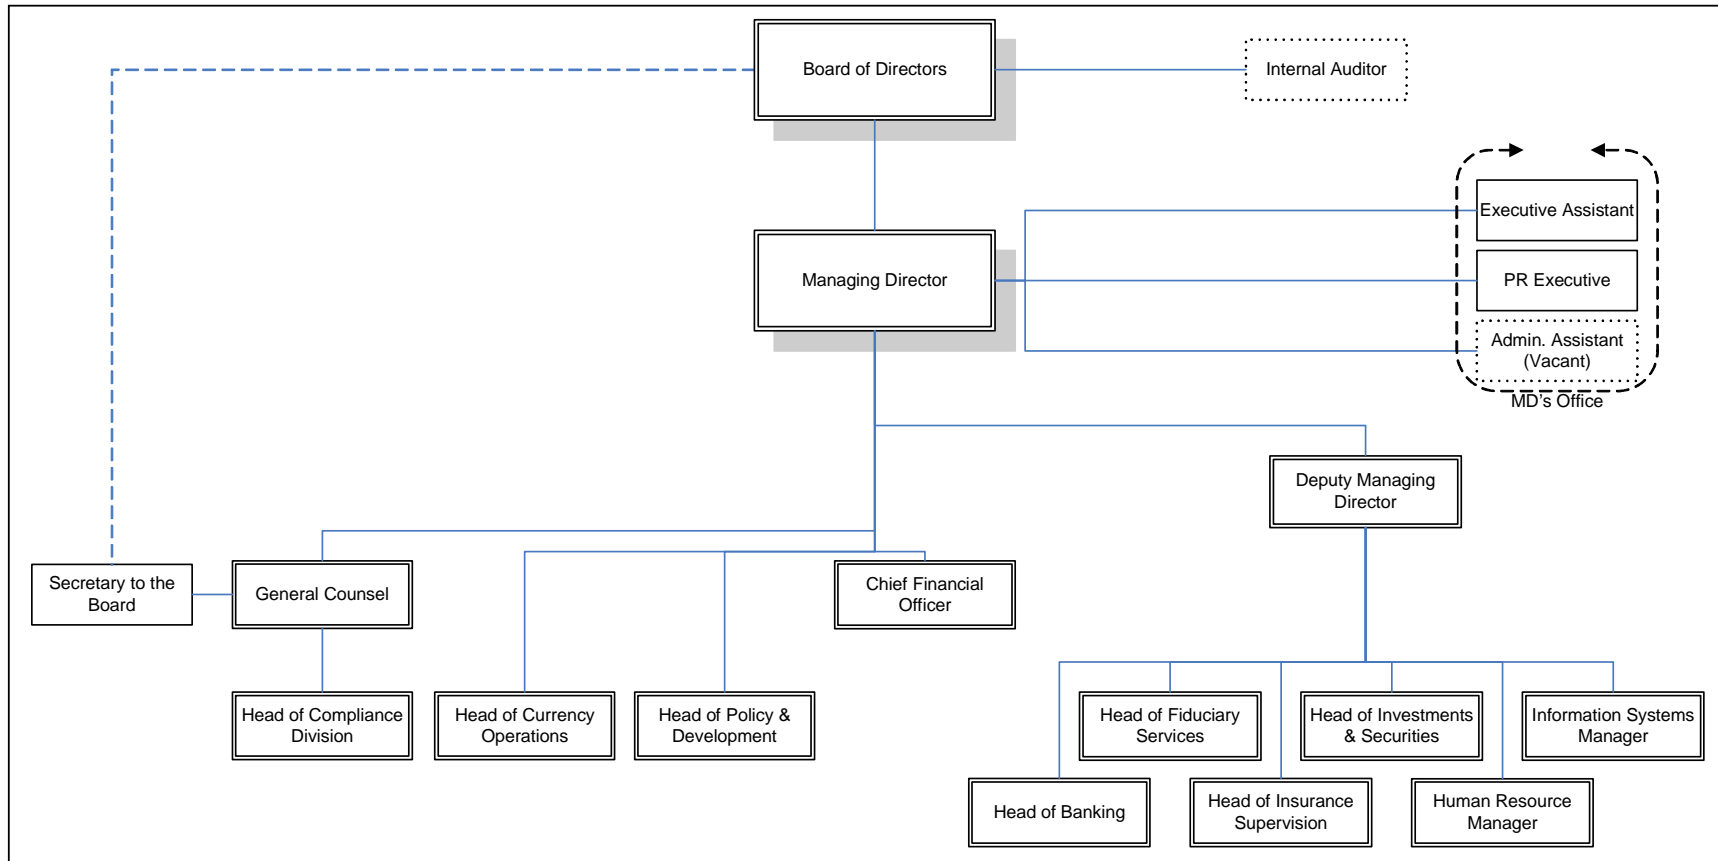 Board of Directors
Internal Auditor
Executive Assistant
Managing Director
PR Executive
Admin. Assistant
(Vacant)
MD's Office
Deputy Managing
Director
Secretary to the
Board
General Counsel
Chief Financial
Officer
Head of Compliance
Division
Head of Currency
Operations
Head of Policy &
Development
Head of Fiduciary
Services
Head of Investments
& Securities
Information Systems
Manager
Head of Banking
Head of Insurance
Supervision
Human Resource
Manager